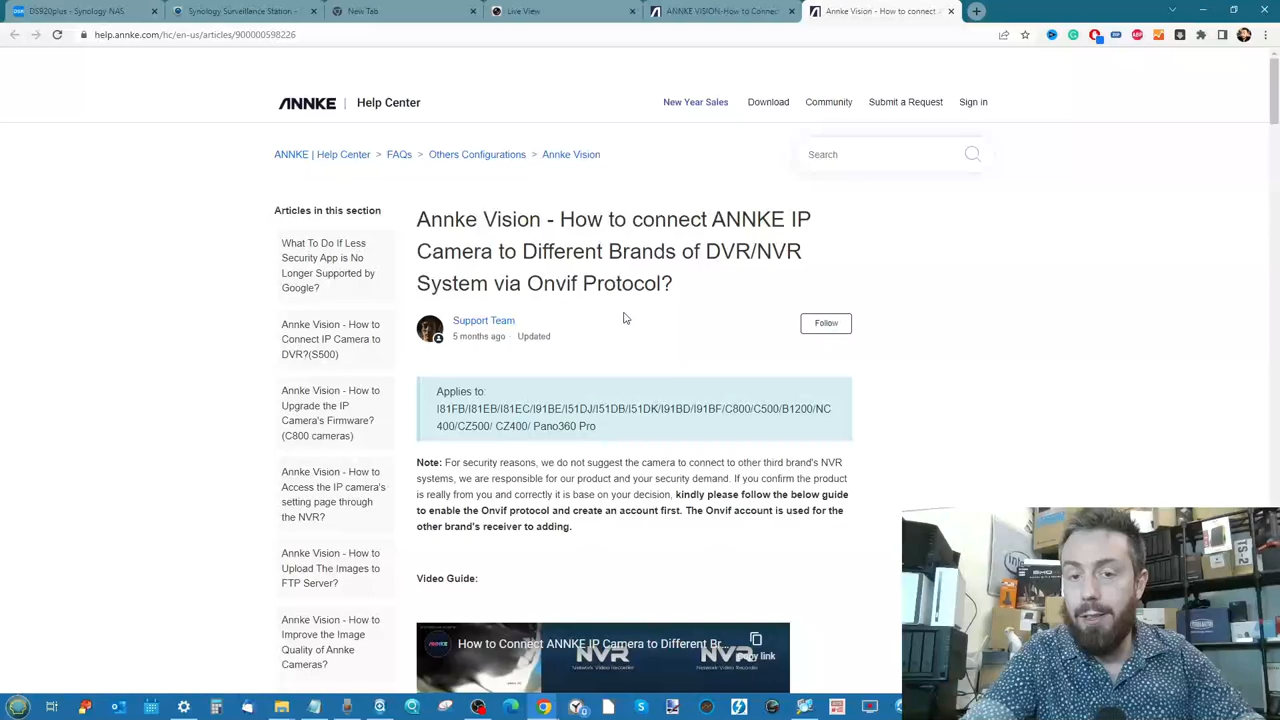 DS920plus - Synology NAS
Synology Surveillance Station -
New Tab
Live View
ANNKE VISION-How to Connect
Annke Vision - How to connect
help.annke.com/hc/en-us/articles/900000598226
ANNKE | Help Center
New Year Sales Download Community Submit a Request Sign in
ANNKE | Help Center > FAQs > Others Configurations > Annke Vision
Search
Articles in this section
What To Do If Less
Security App is No
Longer Supported by
Google?
Annke Vision - How to
Connect IP Camera to
DVR?(S500)
Annke Vision - How to
Upgrade the IP
Camera's Firmware?
(C800 cameras)
Annke Vision - How to
Access the IP camera's
setting page through
the NVR?
Annke Vision - How to
Upload The Images to
FTP Server?
Annke Vision - How to
Improve the Image
Quality of Annke
Cameras?
Annke Vision - How to connect ANNKE IP
Camera to Different Brands of DVR/NVR
System via Onvif Protocol?
Support Team
5 months ago · Updated
Follow
Applies to:
I81FB/I81EB/I81EC/I91BE/I51DJ/I51DB/I51DK/I91BD/I91BF/C800/C500/B1200/NC
400/CZ500/ CZ400/ Pano360 Pro
Note: For security reasons, we do not suggest the camera to connect to other third brand's NVR
systems, we are responsible for our product and your security demand. If you confirm the product
is really from you and correctly it is base on your decision, kindly please follow the below guide
to enable the Onvif protocol and create an account first. The Onvif account is used for the
other brand's receiver to adding.
Video Guide:
ANNKE
How to Connect ANNKE IP Camera to Different Br...
Copy link
NVR
Network Video Recorder
NVR
Network Video Recorder
intel
TS-2